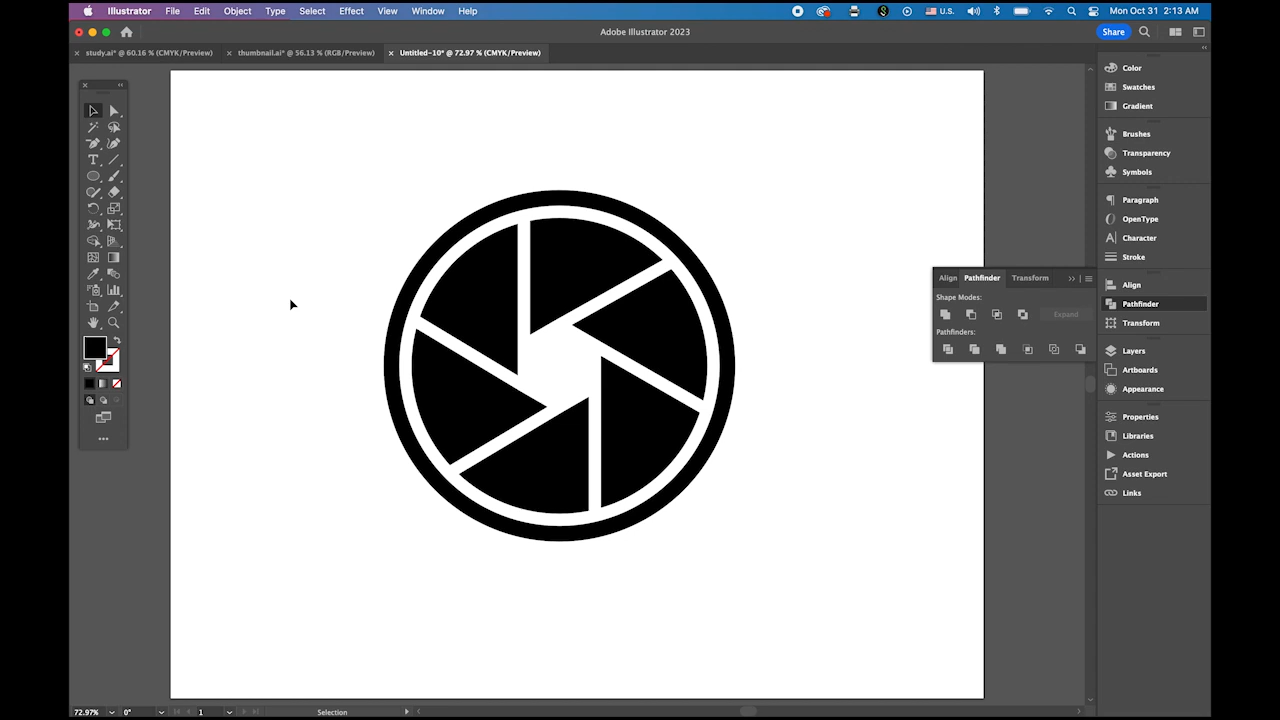 Illustrator File Edit Object Type Select Effect View Window Help
U.S. Mon Oct 31 2:13 AM
Adobe Illustrator 2023
Share
study.ai* @ 60.16 % (CMYK/Preview)
thumbnail.ai* @ 56.13 % (RGB/Preview)
Untitled-10* @ 72.97 % (CMYK/Preview)
Color
Swatches
Gradient
Brushes
Transparency
Symbols
Paragraph
OpenType
Character
Stroke
Align Pathfinder Transform
Shape Modes:
Expand
Pathfinders:
Align
Pathfinder
Transform
Layers
Artboards
Appearance
Properties
Libraries
Actions
Asset Export
Links
72.97% 0° 1 Selection